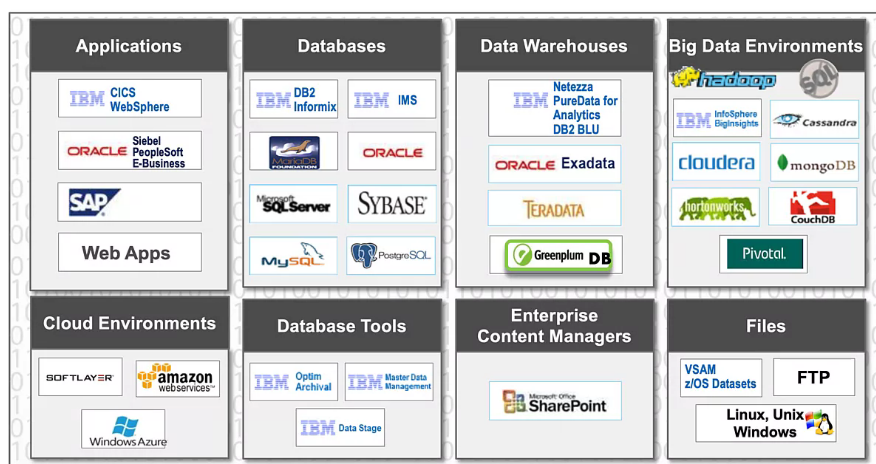 Applications
IBM CICS
WebSphere
ORACLE Siebel
PeopleSoft
E-Business
SAP
Web Apps
Databases
IBM DB2
Informix
IBM IMS
MariaDB
FOUNDATION
ORACLE
Microsoft
SQL Server
SYBASE
MySQL
PostgreSQL
Data Warehouses
IBM Netezza
PureData for
Analytics
DB2 BLU
ORACLE Exadata
TERADATA
Greenplum DB
Big Data Environments
hadoop
SQL
IBM InfoSphere
BigInsights
Cassandra
cloudera
mongoDB
hortonworks
CouchDB
Pivotal.
Cloud Environments
SOFTLAYER
amazon
webservices™
Windows Azure
Database Tools
IBM Optim
Archival
IBM Master Data
Management
IBM Data Stage
Enterprise
Content Managers
Microsoft Office
SharePoint
Files
VSAM
z/OS Datasets
FTP
Linux, Unix
Windows